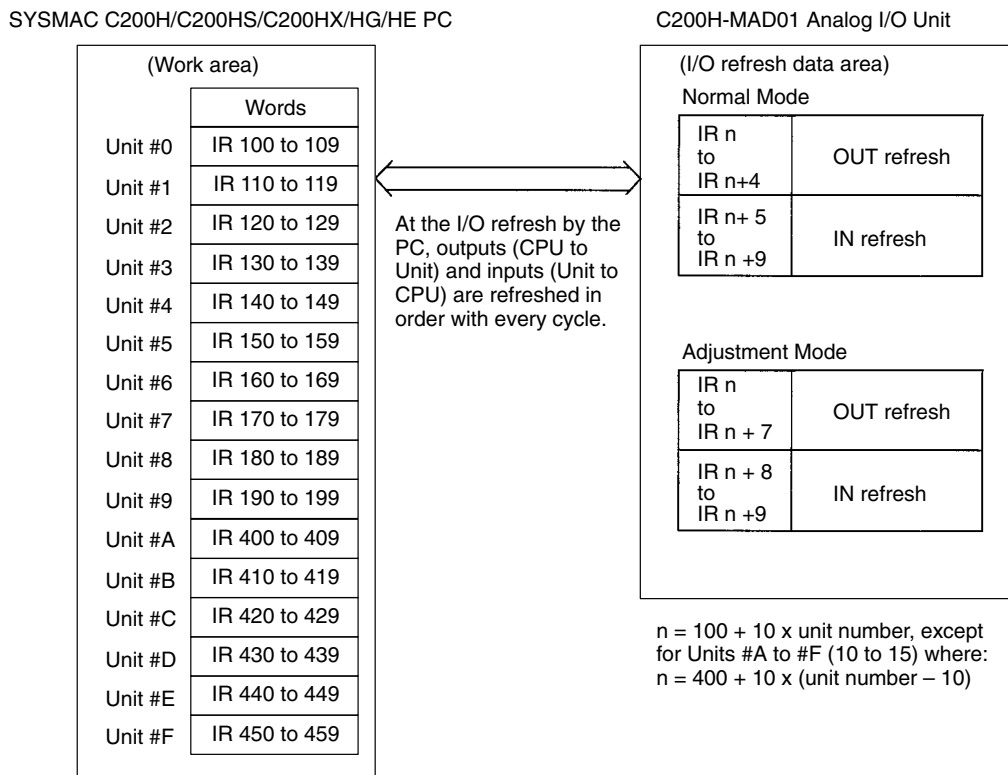 SYSMAC C200H/C200HS/C200HX/HG/HE PC
(Work area)
Words
Unit #0 IR 100 to 109
Unit #1 IR 110 to 119
Unit #2 IR 120 to 129
Unit #3 IR 130 to 139
Unit #4 IR 140 to 149
Unit #5 IR 150 to 159
Unit #6 IR 160 to 169
Unit #7 IR 170 to 179
Unit #8 IR 180 to 189
Unit #9 IR 190 to 199
Unit #A IR 400 to 409
Unit #B IR 410 to 419
Unit #C IR 420 to 429
Unit #D IR 430 to 439
Unit #E IR 440 to 449
Unit #F IR 450 to 459
At the I/O refresh by the
PC, outputs (CPU to
Unit) and inputs (Unit to
CPU) are refreshed in
order with every cycle.
C200H-MAD01 Analog I/O Unit
(I/O refresh data area)
Normal Mode
IR n
to
IR n+4
OUT refresh
IR n+ 5
to
IR n +9
IN refresh
Adjustment Mode
IR n
to
IR n + 7
OUT refresh
IR n + 8
to
IR n +9
IN refresh
n = 100 + 10 x unit number, except
for Units #A to #F (10 to 15) where:
n = 400 + 10 x (unit number – 10)